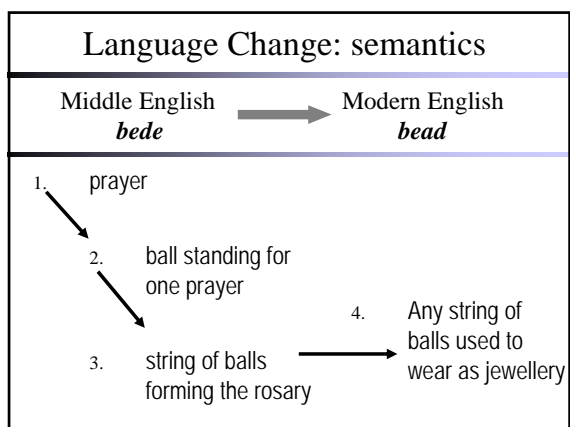 Language Change: semantics
Middle English Modern English
bede bead
1. prayer
2. ball standing for
one prayer
3. string of balls
forming the rosary
4. Any string of
balls used to
wear as jewellery